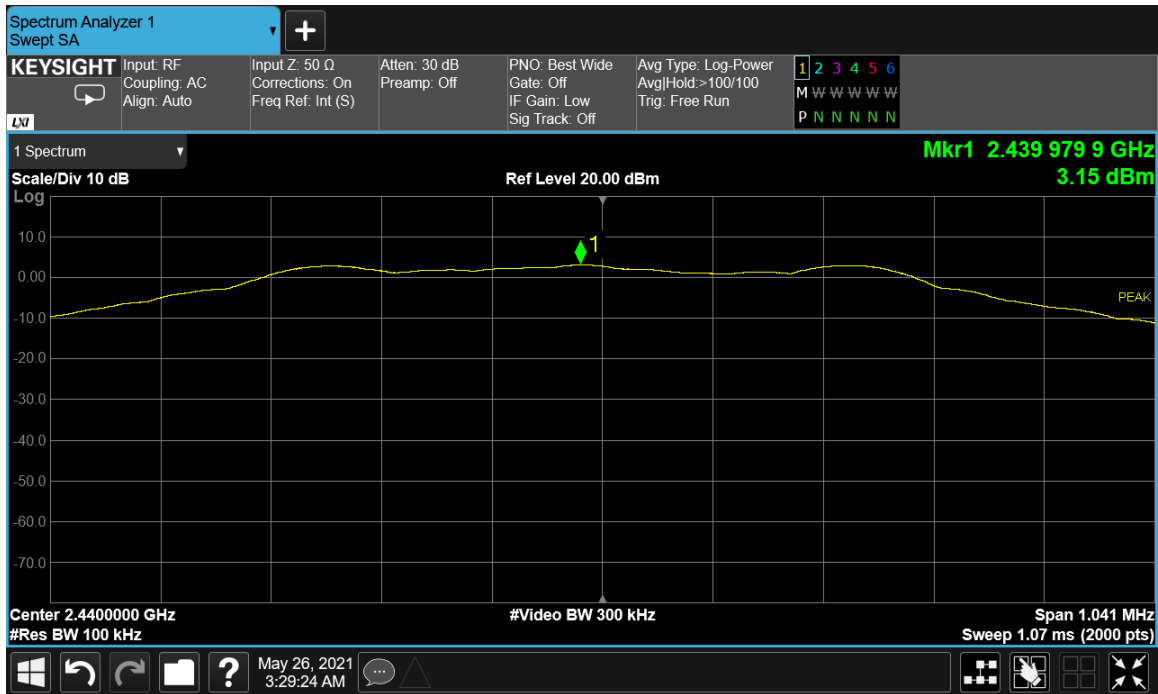 Spectrum Analyzer 1
Swept SA
+
KEYSIGHT
LXI
Input: RF
Coupling: AC
Align: Auto
Input Z: 50 Ω
Corrections: On
Freq Ref: Int (S)
Atten: 30 dB
Preamp: Off
PNO: Best Wide
Gate: Off
IF Gain: Low
Sig Track: Off
Avg Type: Log-Power
Avg|Hold:>100/100
Trig: Free Run
1 2 3 4 5 6
M W W W W W
P N N N N N
1 Spectrum
Mkr1 2.439 979 9 GHz
3.15 dBm
Scale/Div 10 dB
Ref Level 20.00 dBm
Log
10.0
0.00
-10.0
-20.0
-30.0
-40.0
-50.0
-60.0
-70.0
1
PEAK
Center 2.4400000 GHz
#Video BW 300 kHz
Span 1.041 MHz
#Res BW 100 kHz
Sweep 1.07 ms (2000 pts)
?
May 26, 2021
3:29:24 AM